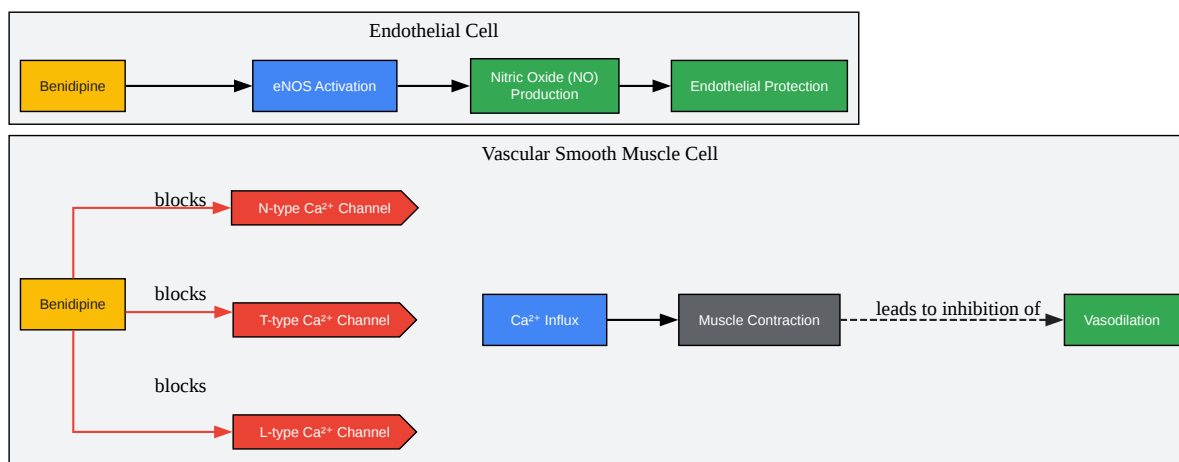 Endothelial Cell
Benidipine
eNOS Activation
Nitric Oxide (NO)
Production
Endothelial Protection
Vascular Smooth Muscle Cell
blocks
N-type Ca²⁺ Channel
Benidipine
blocks
T-type Ca²⁺ Channel
Ca²⁺ Influx
Muscle Contraction
leads to inhibition of
Vasodilation
blocks
L-type Ca²⁺ Channel